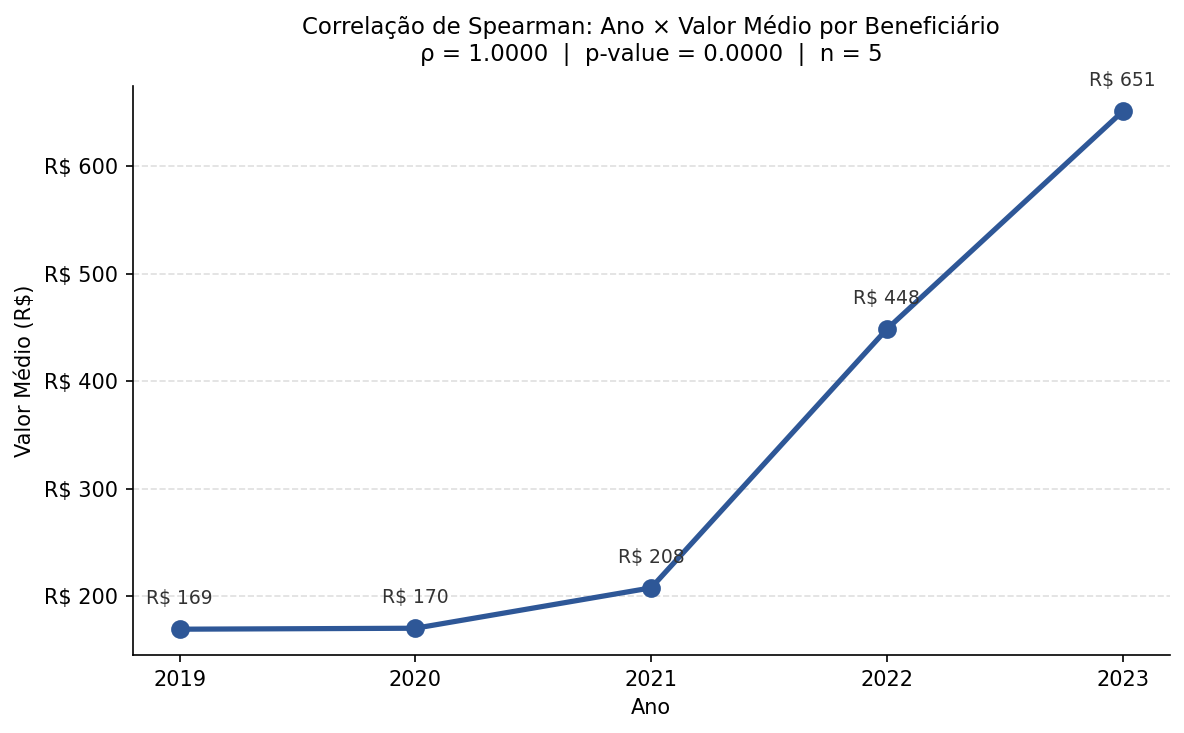 Correlação de Spearman: Ano × Valor Médio por Beneficiário
ρ = 1.0000 | p-value = 0.0000 | n = 5
R$ 651
R$ 600
R$ 500
R$ 448
R$ 400
R$ 300
R$ 208
R$ 200
R$ 169
R$ 170
Valor Médio (R$)
2019
2020
2021
2022
2023
Ano